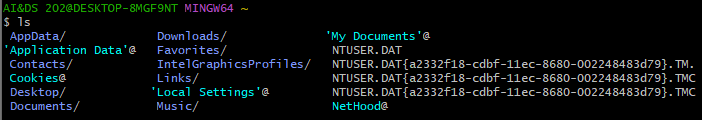 AI&DS 202@DESKTOP-8MGF9NT MINGW64 ~
$ ls
AppData/ Downloads/ 'My Documents'@
'Application Data'@ Favorites/ NTUSER.DAT
Contacts/ IntelGraphicsProfiles/ NTUSER.DAT{a2332f18-cdbf-11ec-8680-002248483d79}.TM.
Cookies@ Links/ NTUSER.DAT{a2332f18-cdbf-11ec-8680-002248483d79}.TMC
Desktop/ 'Local Settings'@ NTUSER.DAT{a2332f18-cdbf-11ec-8680-002248483d79}.TMC
Documents/ Music/ NetHood@